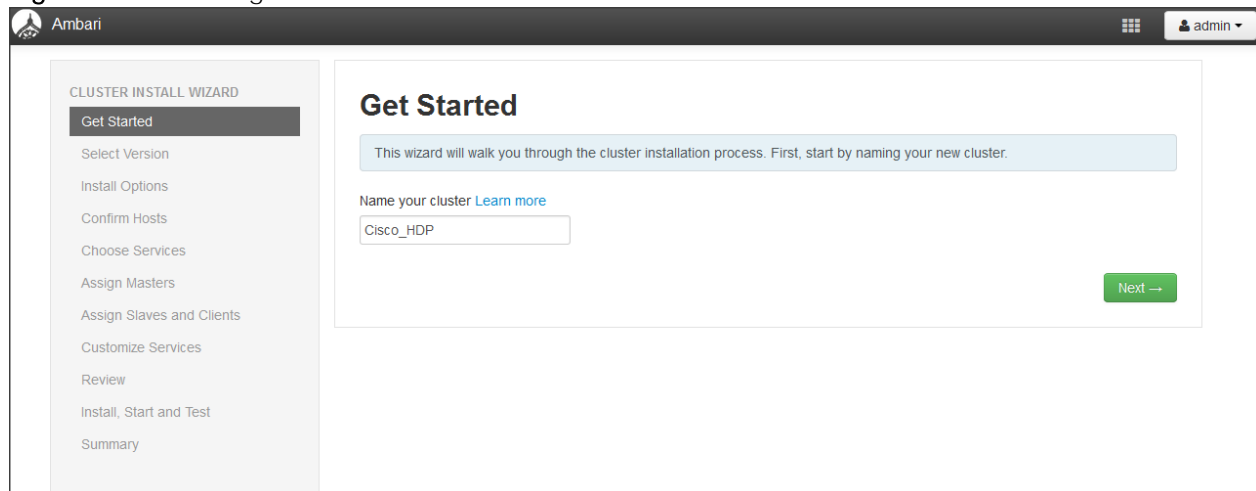 Ambari
admin
CLUSTER INSTALL WIZARD
Get Started
Select Version
Install Options
Confirm Hosts
Choose Services
Assign Masters
Assign Slaves and Clients
Customize Services
Review
Install, Start and Test
Summary
Get Started
This wizard will walk you through the cluster installation process. First, start by naming your new cluster.
Name your cluster Learn more
Cisco_HDP
Next →